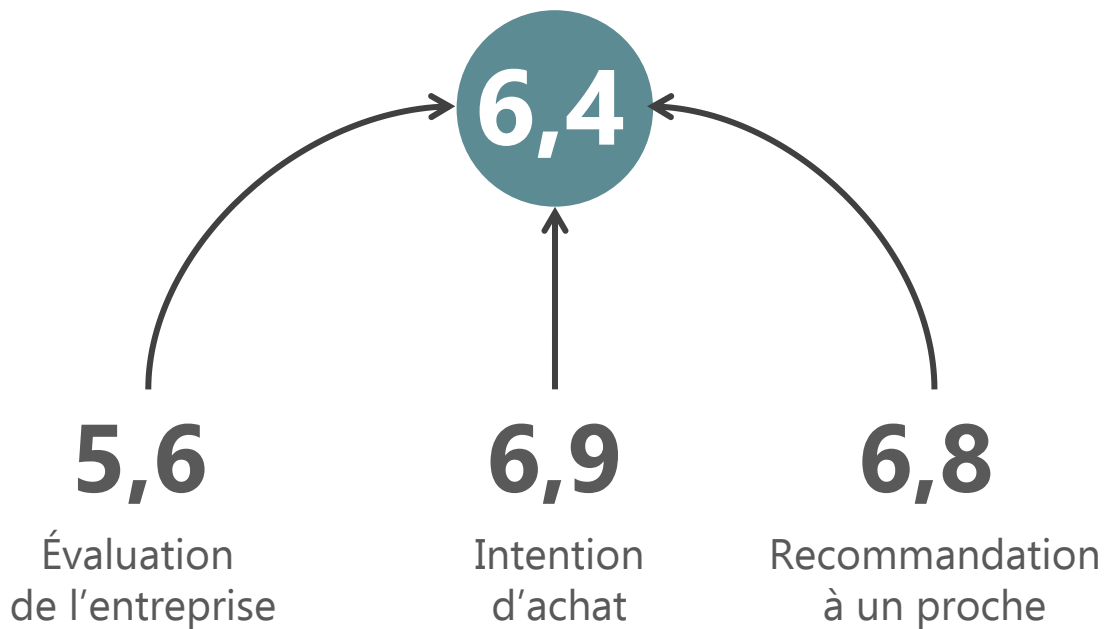 6,4
5,6
6,9
6,8
Évaluation
de l’entreprise
Intention
d’achat
Recommandation
à un proche